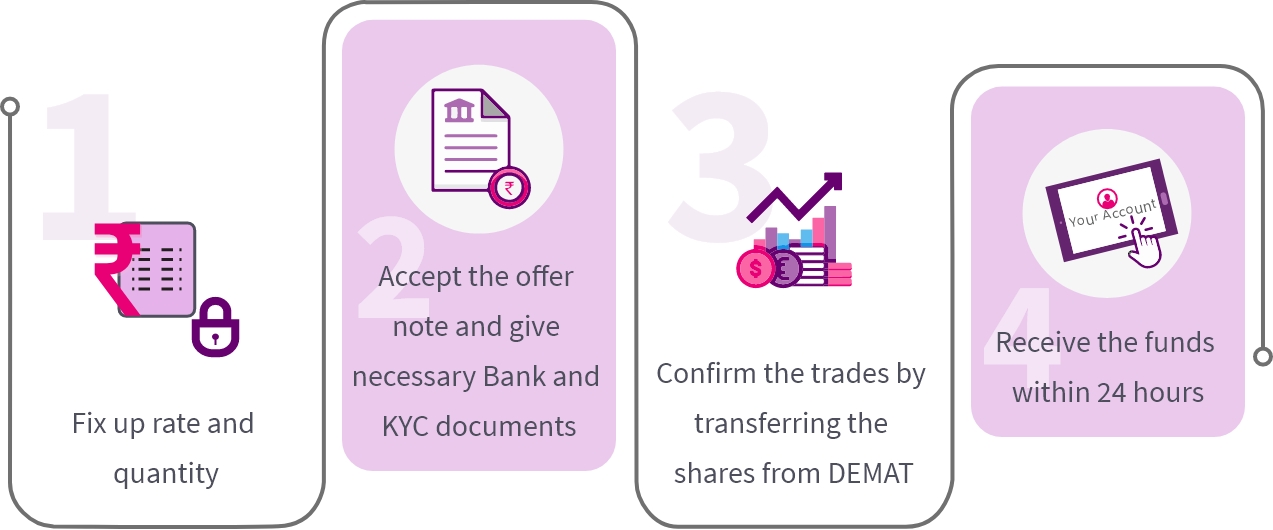 1
₹
Fix up rate and
quantity
2
₹
Accept the offer
note and give
necessary Bank and
KYC documents
3
$
€
Confirm the trades by
transferring the
shares from DEMAT
4
Your Account
Receive the funds
within 24 hours